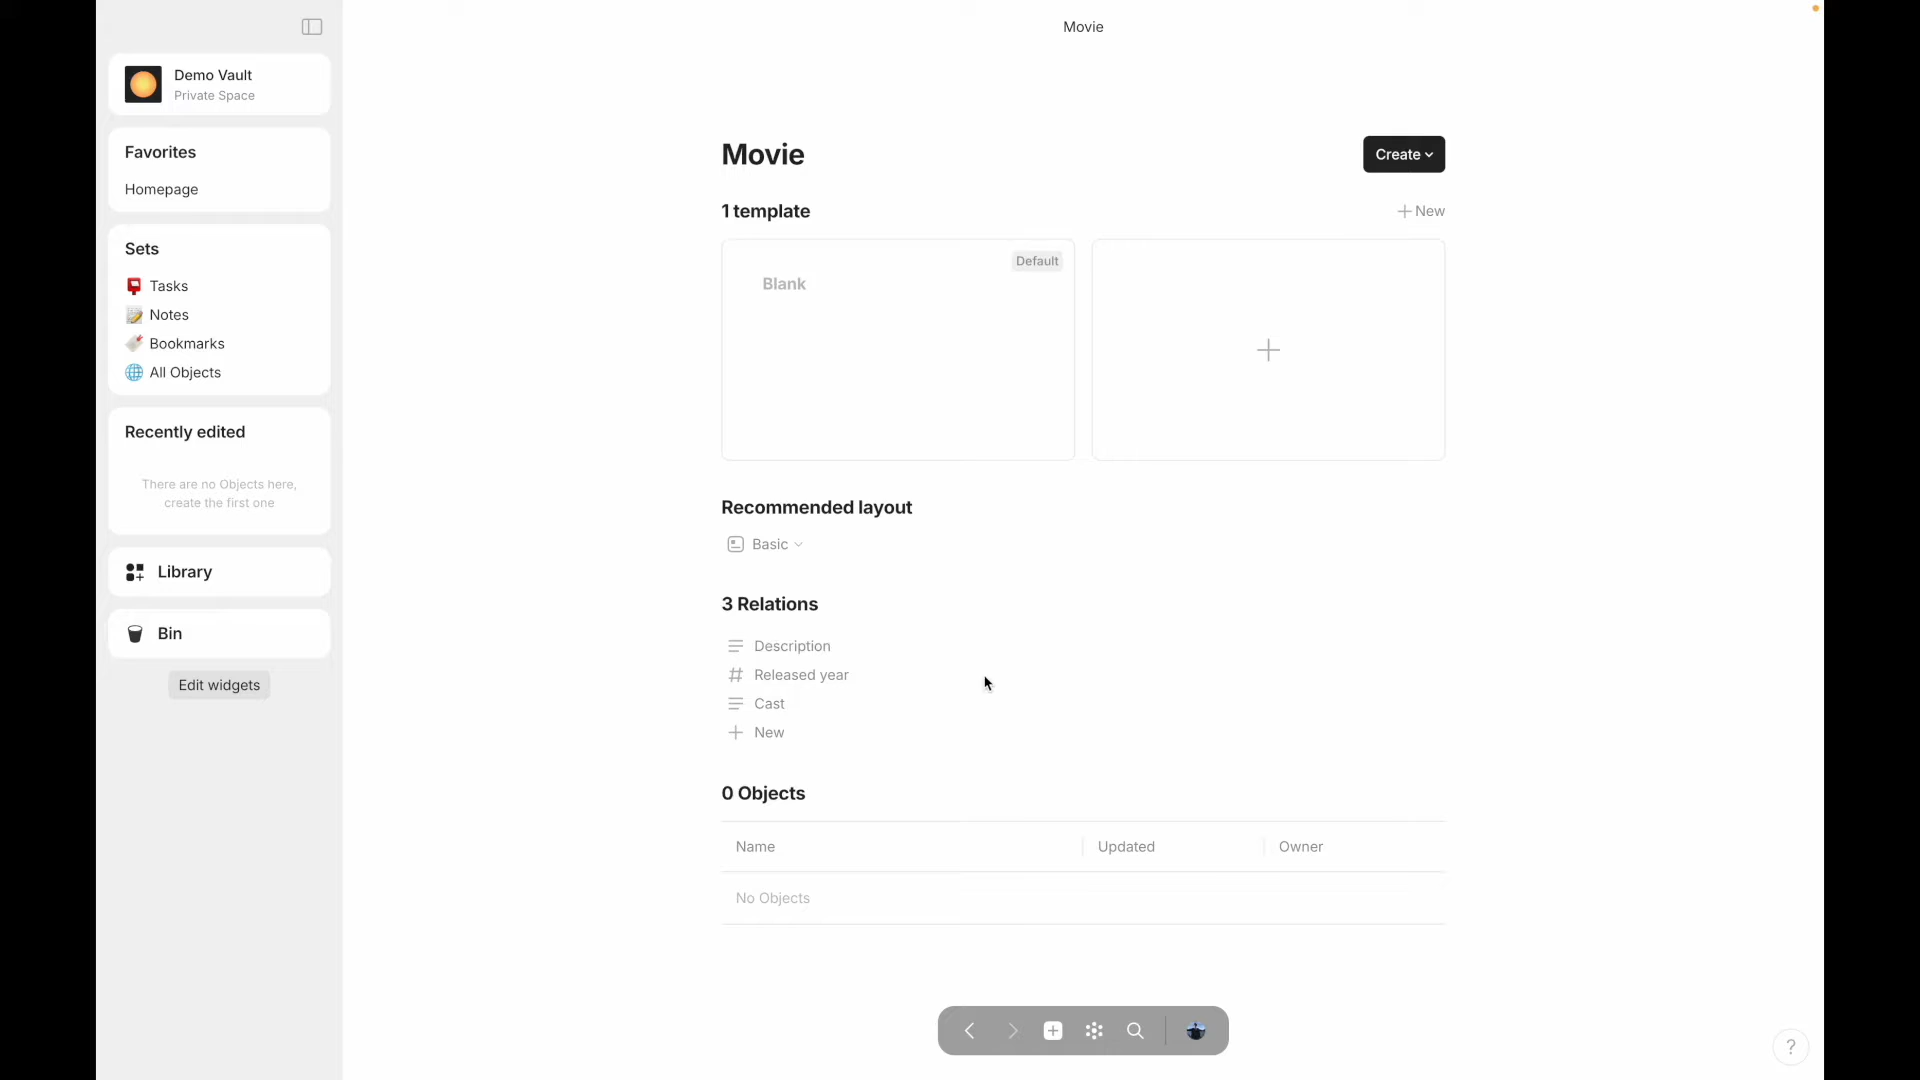 Movie
Demo Vault
Private Space
Favorites
Homepage
Sets
Tasks
Notes
Bookmarks
All Objects
Recently edited
There are no Objects here,
create the first one
Library
Bin
Edit widgets
Movie
Create
1 template
New
Default
Blank
Recommended layout
Basic
3 Relations
Description
Released year
Cast
New
0 Objects
Name Updated Owner
No Objects
?